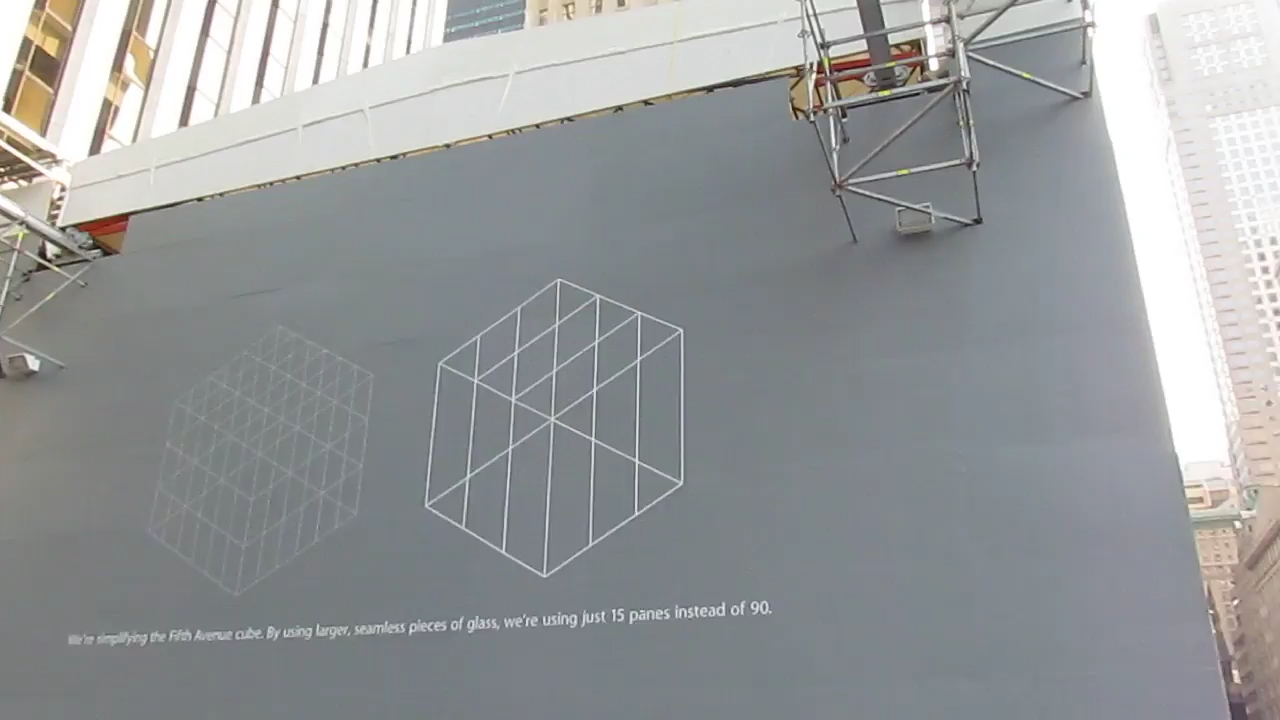 We're simplifying the Fifth Avenue cube. By using larger, seamless pieces of glass, we're using just 15 panes instead of 90.